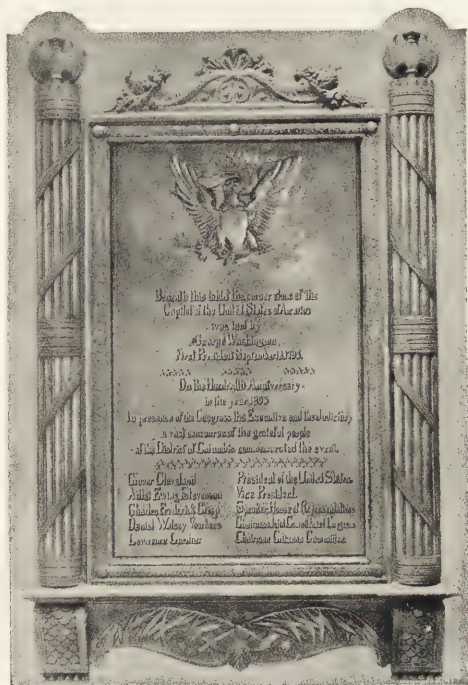 Beneath this tablet the corner stone of the
Capitol of the United States of America
was laid by
George Washington
First President September 18, 1793.
On the Hundredth Anniversary
in the year 1893
In presence of the Congress the Executive and the Judiciary
a vast concourse of the grateful people
of the District of Columbia commemorated the event.
Grover Cleveland President of the United States
Adlai Ewing Stevenson Vice President
Charles Frederick Crisp Speaker, House of Representatives
Daniel Wolsey Voorhees Chairman Joint Committee of Congress
Lawrence Gardner Chairman Citizens Committee